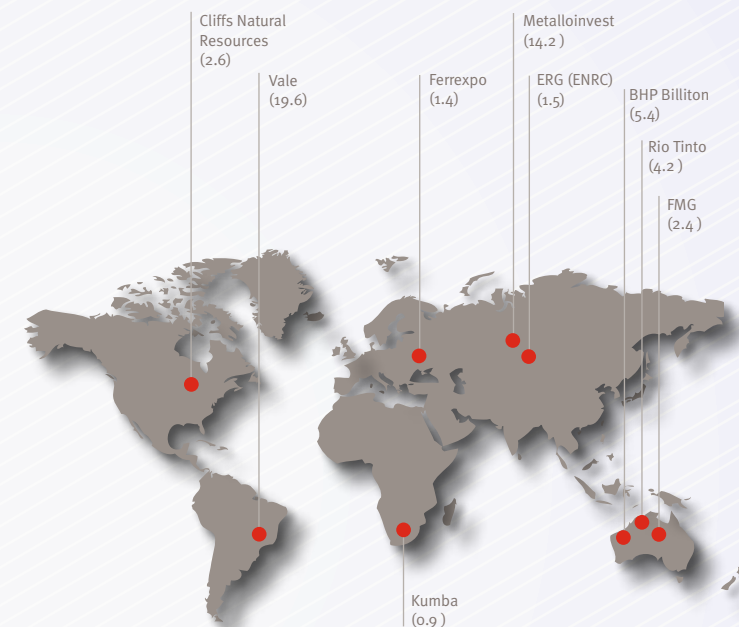 Cliffs Natural
Resources
(2.6)
Vale
(19.6)
Ferrexpo
(1.4)
Metalloinvest
(14.2 )
ERG (ENRC)
(1.5)
BHP Billiton
(5.4)
Rio Tinto
(4.2 )
FMG
(2.4 )
Kumba
(0.9 )